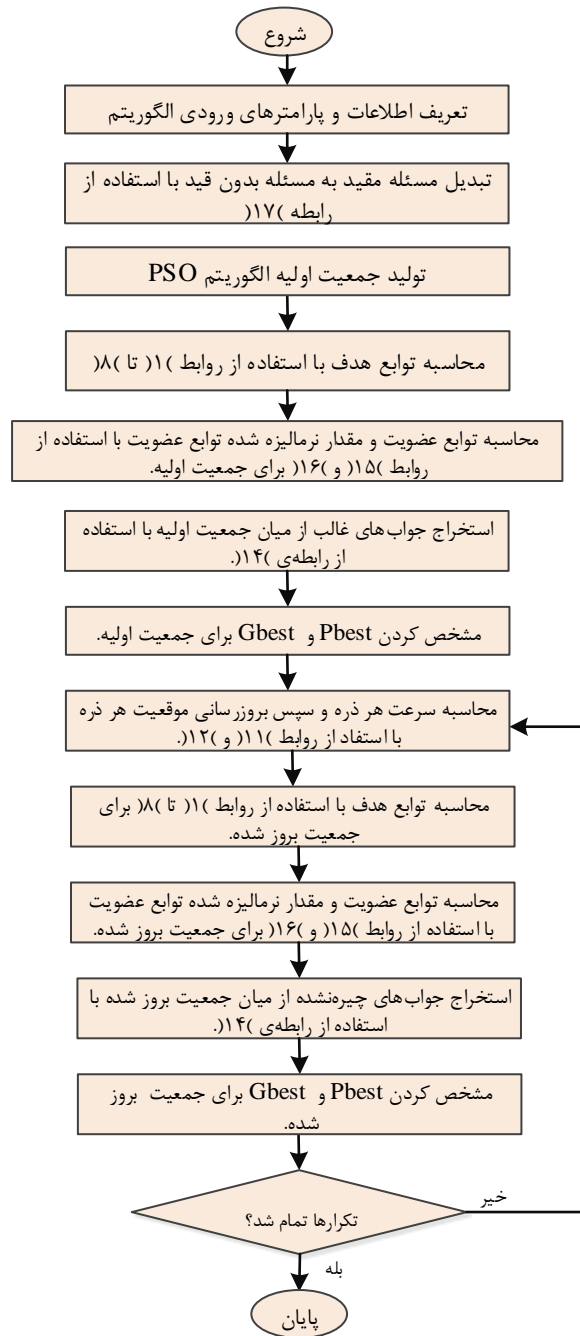 شروع
تعریف اطلاعات و پارامترهای ورودی الگوریتم
تبدیل مسئله مقید به مسئله بدون قید با استفاده از
رابطه )۱۷(
تولید جمعیت اولیه الگوریتم PSO
محاسبه توابع هدف با استفاده از روابط )۱( تا )۸(
محاسبه توابع عضویت و مقدار نرمالیزه شده توابع عضویت با استفاده از
روابط )۱۵( و )۱۶( برای جمعیت اولیه.
استخراج جواب‌های غالب از میان جمعیت اولیه با استفاده
از رابطه‌ی )۱۴(.
مشخص کردن Pbest و Gbest برای جمعیت اولیه.
محاسبه سرعت هر ذره و سپس بروزرسانی موقعیت هر ذره
با استفاد از روابط )۱۱( و )۱۲(.
محاسبه توابع هدف با استفاده از روابط )۱( تا )۸( برای
جمعیت بروز شده.
محاسبه توابع عضویت و مقدار نرمالیزه شده توابع عضویت
با استفاده از روابط )۱۵( و )۱۶( برای جمعیت بروز شده.
استخراج جواب‌های چیره‌نشده از میان جمعیت بروز شده با
استفاده از رابطه‌ی )۱۴(.
مشخص کردن Pbest و Gbest برای جمعیت بروز
شده.
تکرارها تمام شد؟
خیر
بله
پایان